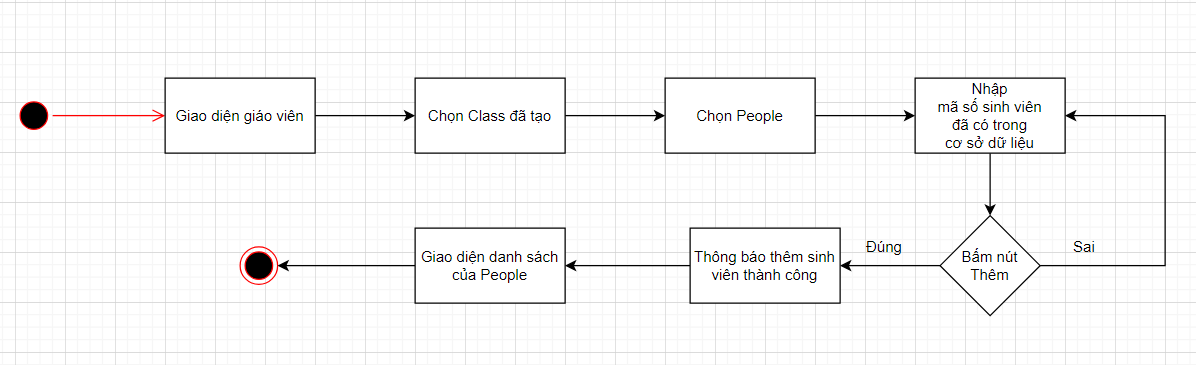 Giao diện giáo viên
Chọn Class đã tạo
Chọn People
Nhập
mã số sinh viên
đã có trong
cơ sở dữ liệu
Bấm nút
Thêm
Sai
Đúng
Thông báo thêm sinh
viên thành công
Giao diện danh sách
của People